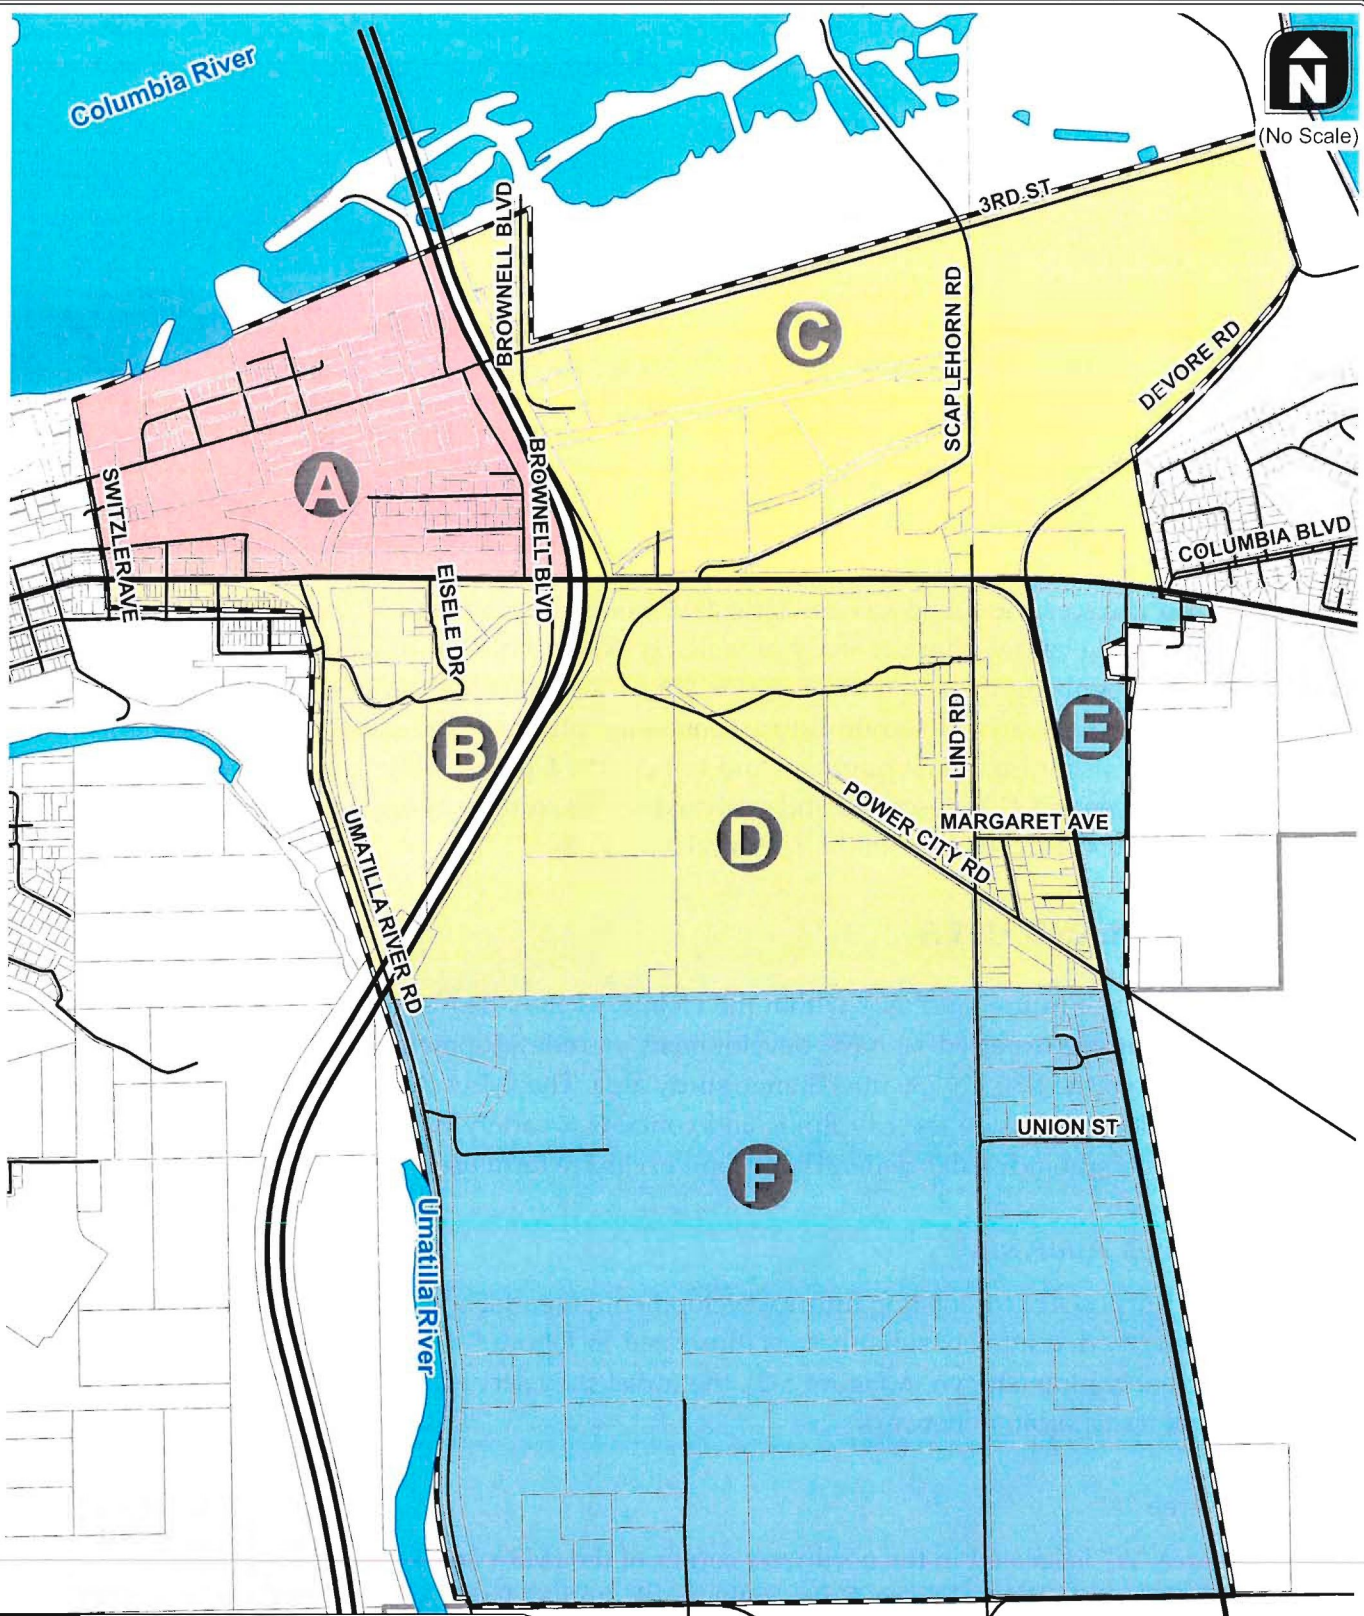 Columbia River
N
(No Scale)
BROWNELL BLVD
3RD ST
SCAPLEHORN RD
C
DEVORE RD
A
SWITZLER AVE
BROWNELL BLVD
COLUMBIA BLVD
EISELE DR
B
LIND RD
E
UMATILLA RIVER RD
D
POWER CITY RD
MARGARET AVE
UNION ST
F
Umatilla River